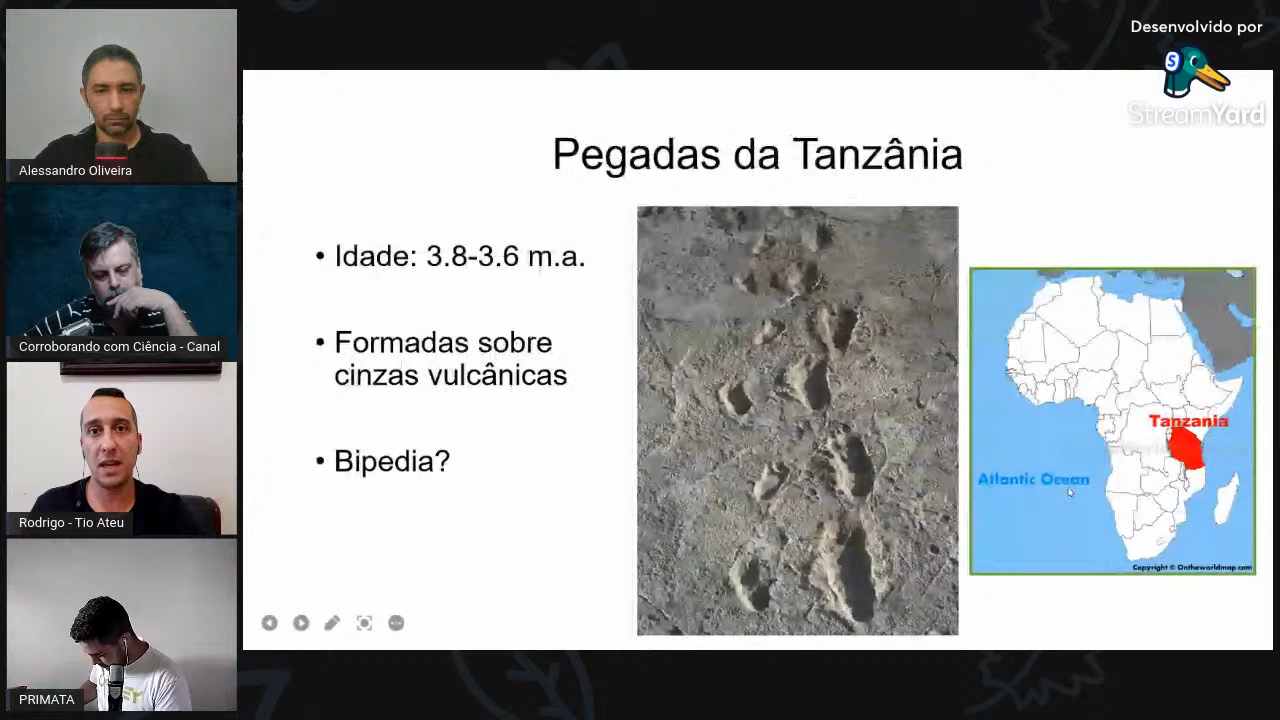 Desenvolvido por
S
StreamYard
Alessandro Oliveira
Corroborando com Ciência - Canal
Rodrigo - Tio Ateu
PRIMATA
Pegadas da Tanzânia
• Idade: 3.8-3.6 m.a.
• Formadas sobre
cinzas vulcânicas
• Bipedia?
Tanzania
Atlantic Ocean
Copyright © Ontheworldmap.com